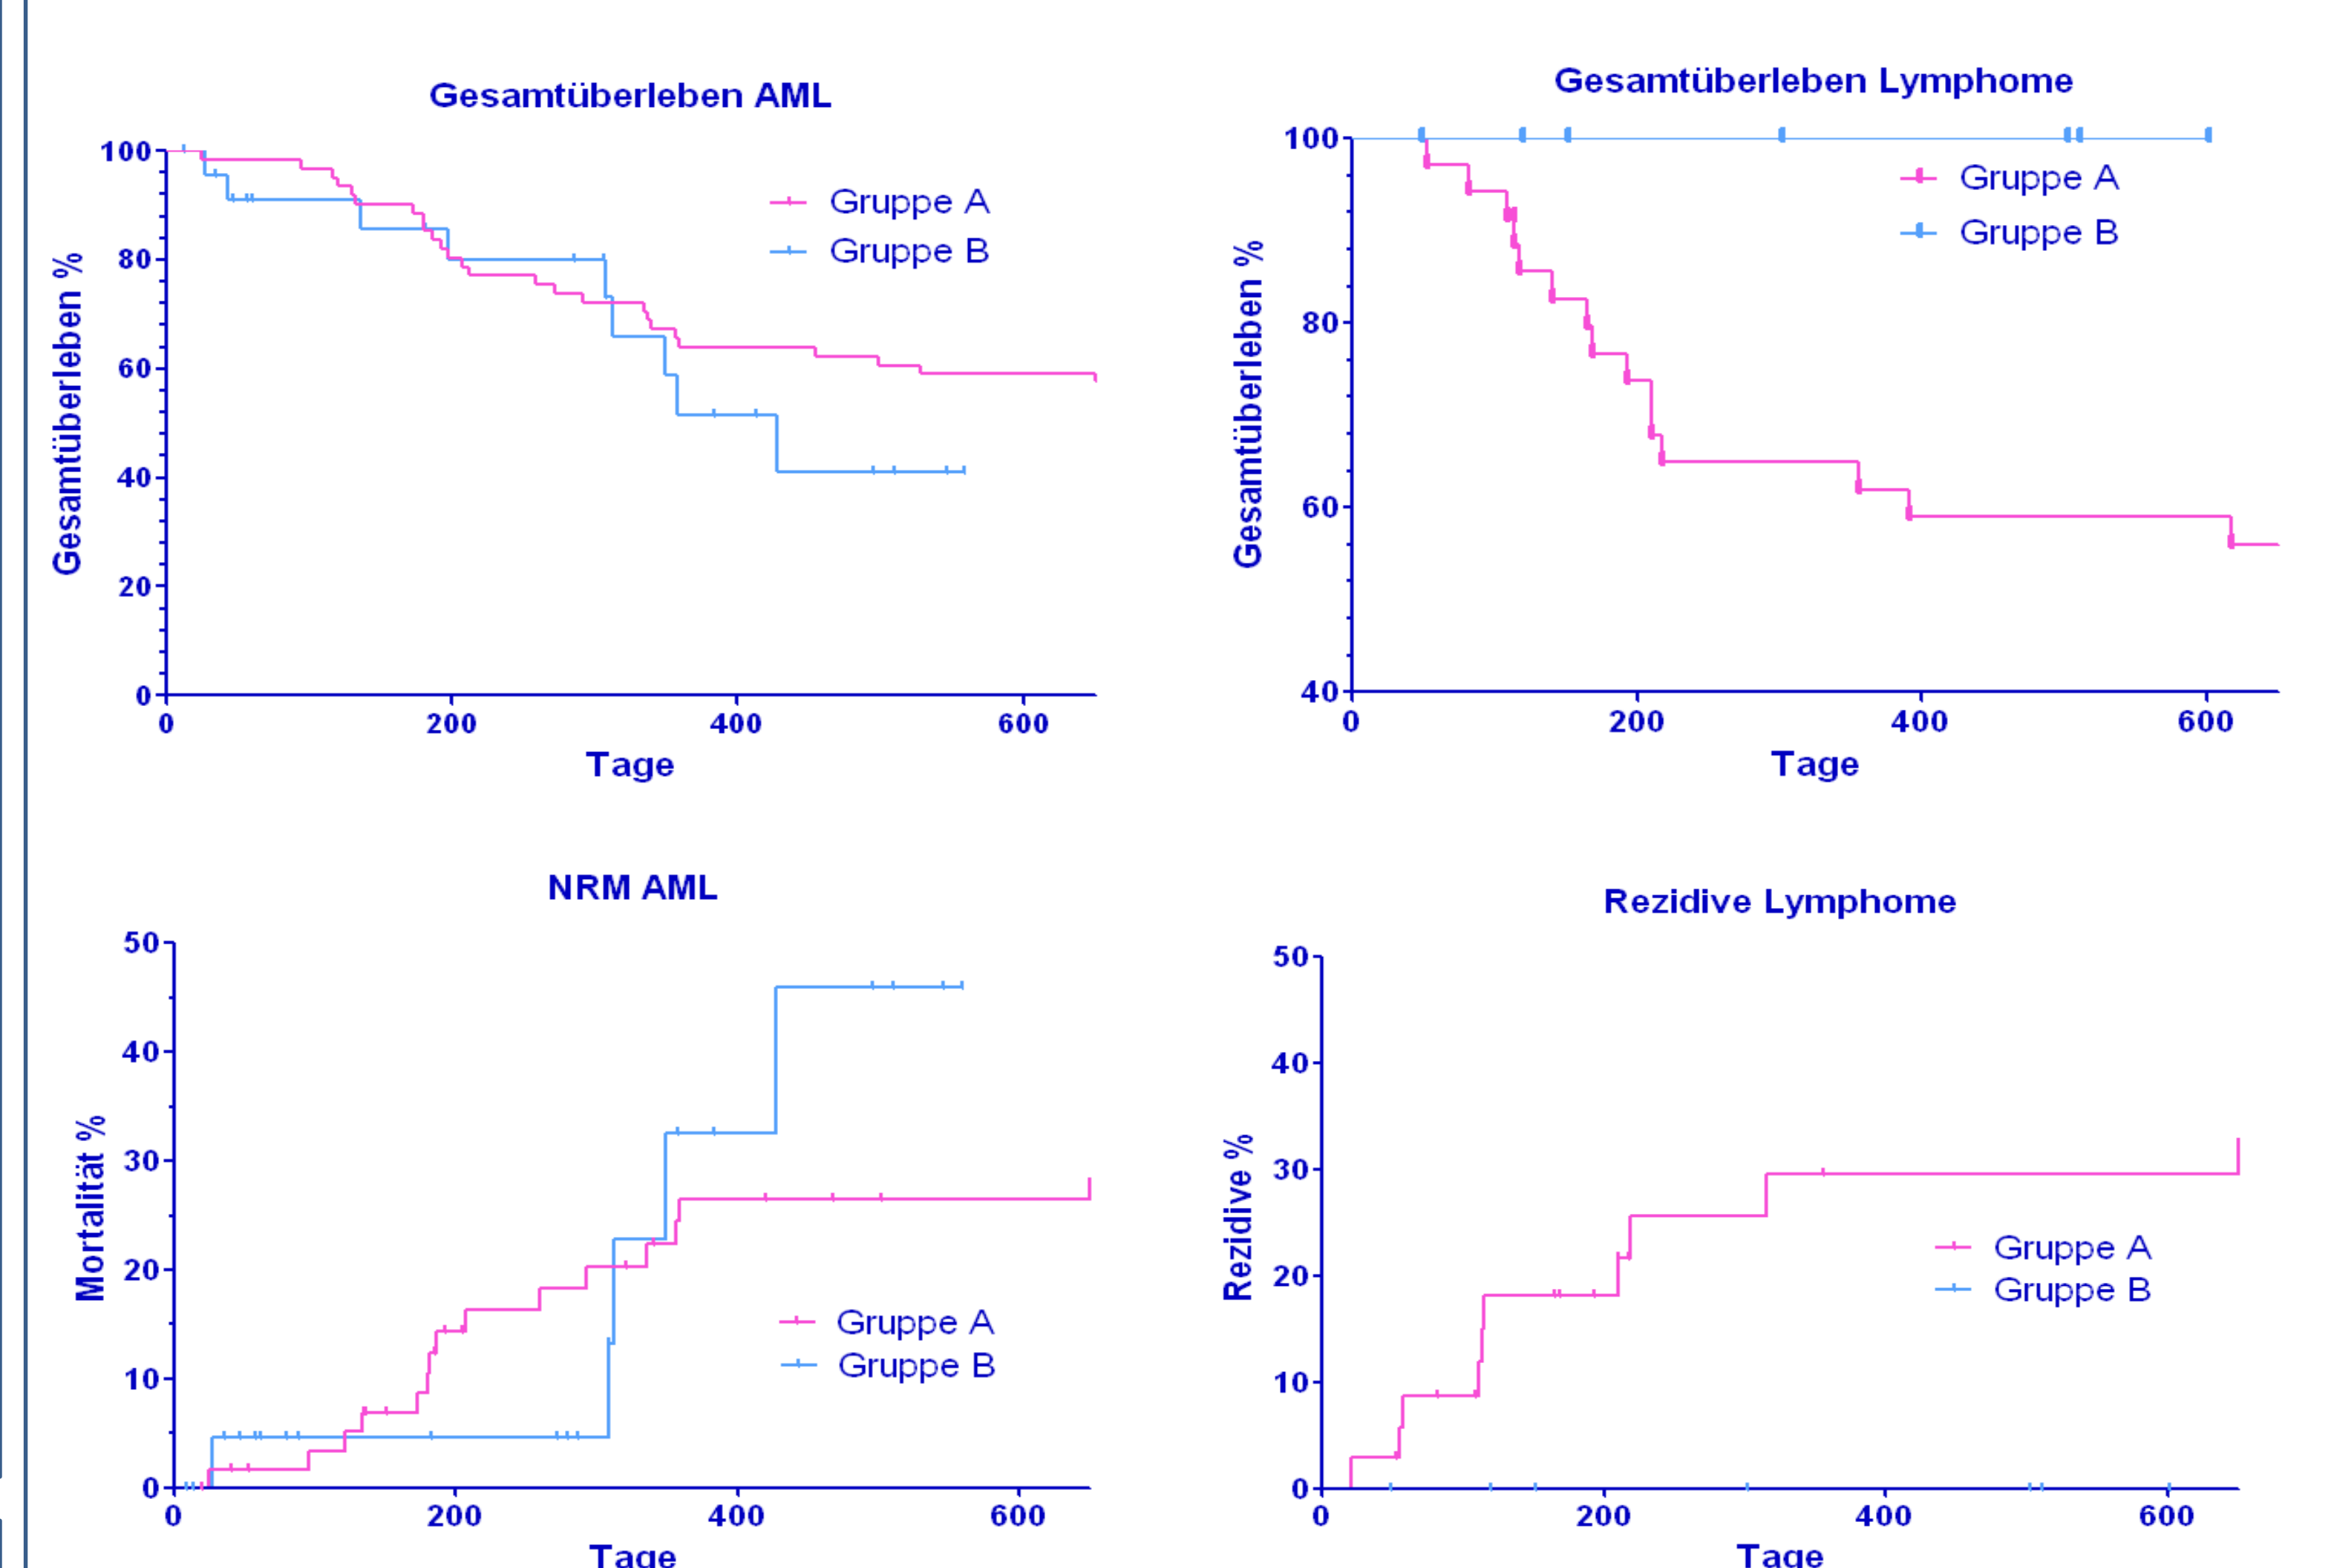 Gesamtüberleben AML
Gesamtüberleben %
100
80
60
40
20
0
0 200 400 600
Tage
Gruppe A
Gruppe B
Gesamtüberleben Lymphome
Gesamtüberleben %
100
80
60
40
0 200 400 600
Tage
Gruppe A
Gruppe B
NRM AML
Mortalität %
50
40
30
20
10
0
0 200 400 600
Tage
Gruppe A
Gruppe B
Rezidive Lymphome
Rezidive %
50
40
30
20
10
0
0 200 400 600
Tage
Gruppe A
Gruppe B